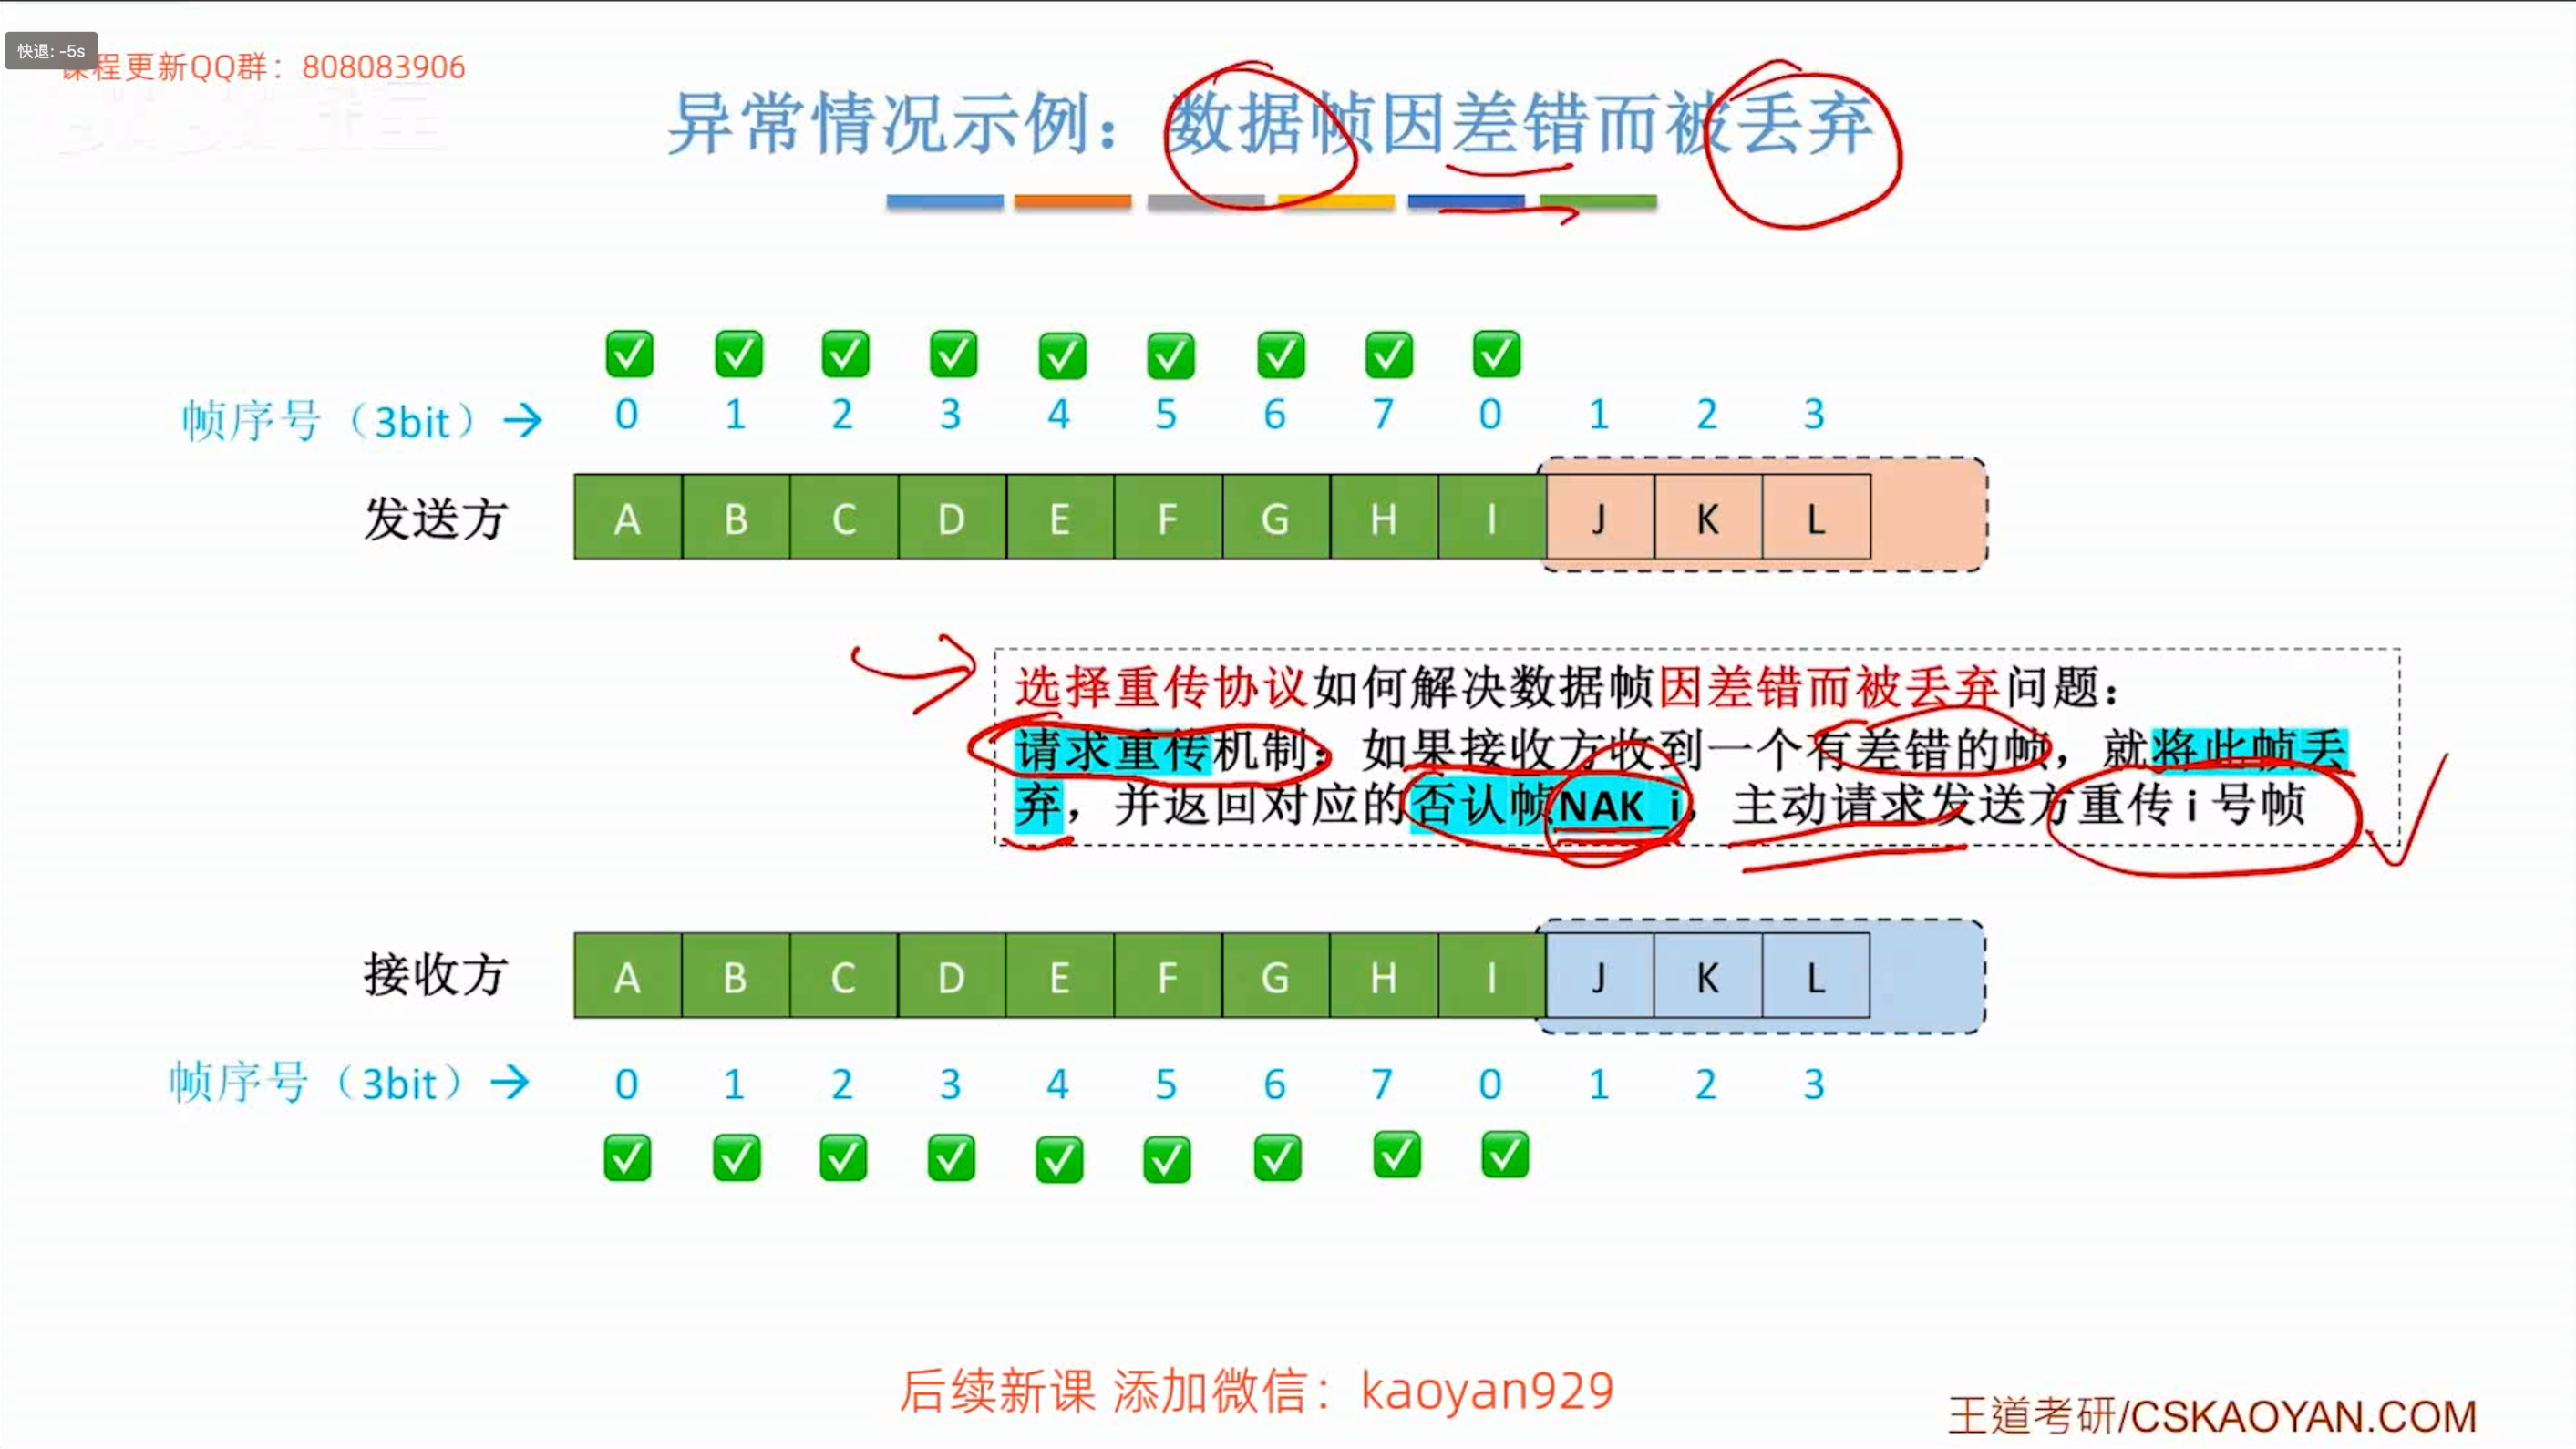 快退: -5s
课程更新QQ群：808083906
异常情况示例：数据帧因差错而被丢弃
帧序号（3bit）→ 0 1 2 3 4 5 6 7 0 1 2 3
发送方 A B C D E F G H I J K L
选择重传协议如何解决数据帧因差错而被丢弃问题：
请求重传机制：如果接收方收到一个有差错的帧，就将此帧丢
弃，并返回对应的否认帧NAK_i，主动请求发送方重传 i 号帧
接收方 A B C D E F G H I J K L
帧序号（3bit）→ 0 1 2 3 4 5 6 7 0 1 2 3
后续新课 添加微信：kaoyan929
王道考研/CSKAOYAN.COM